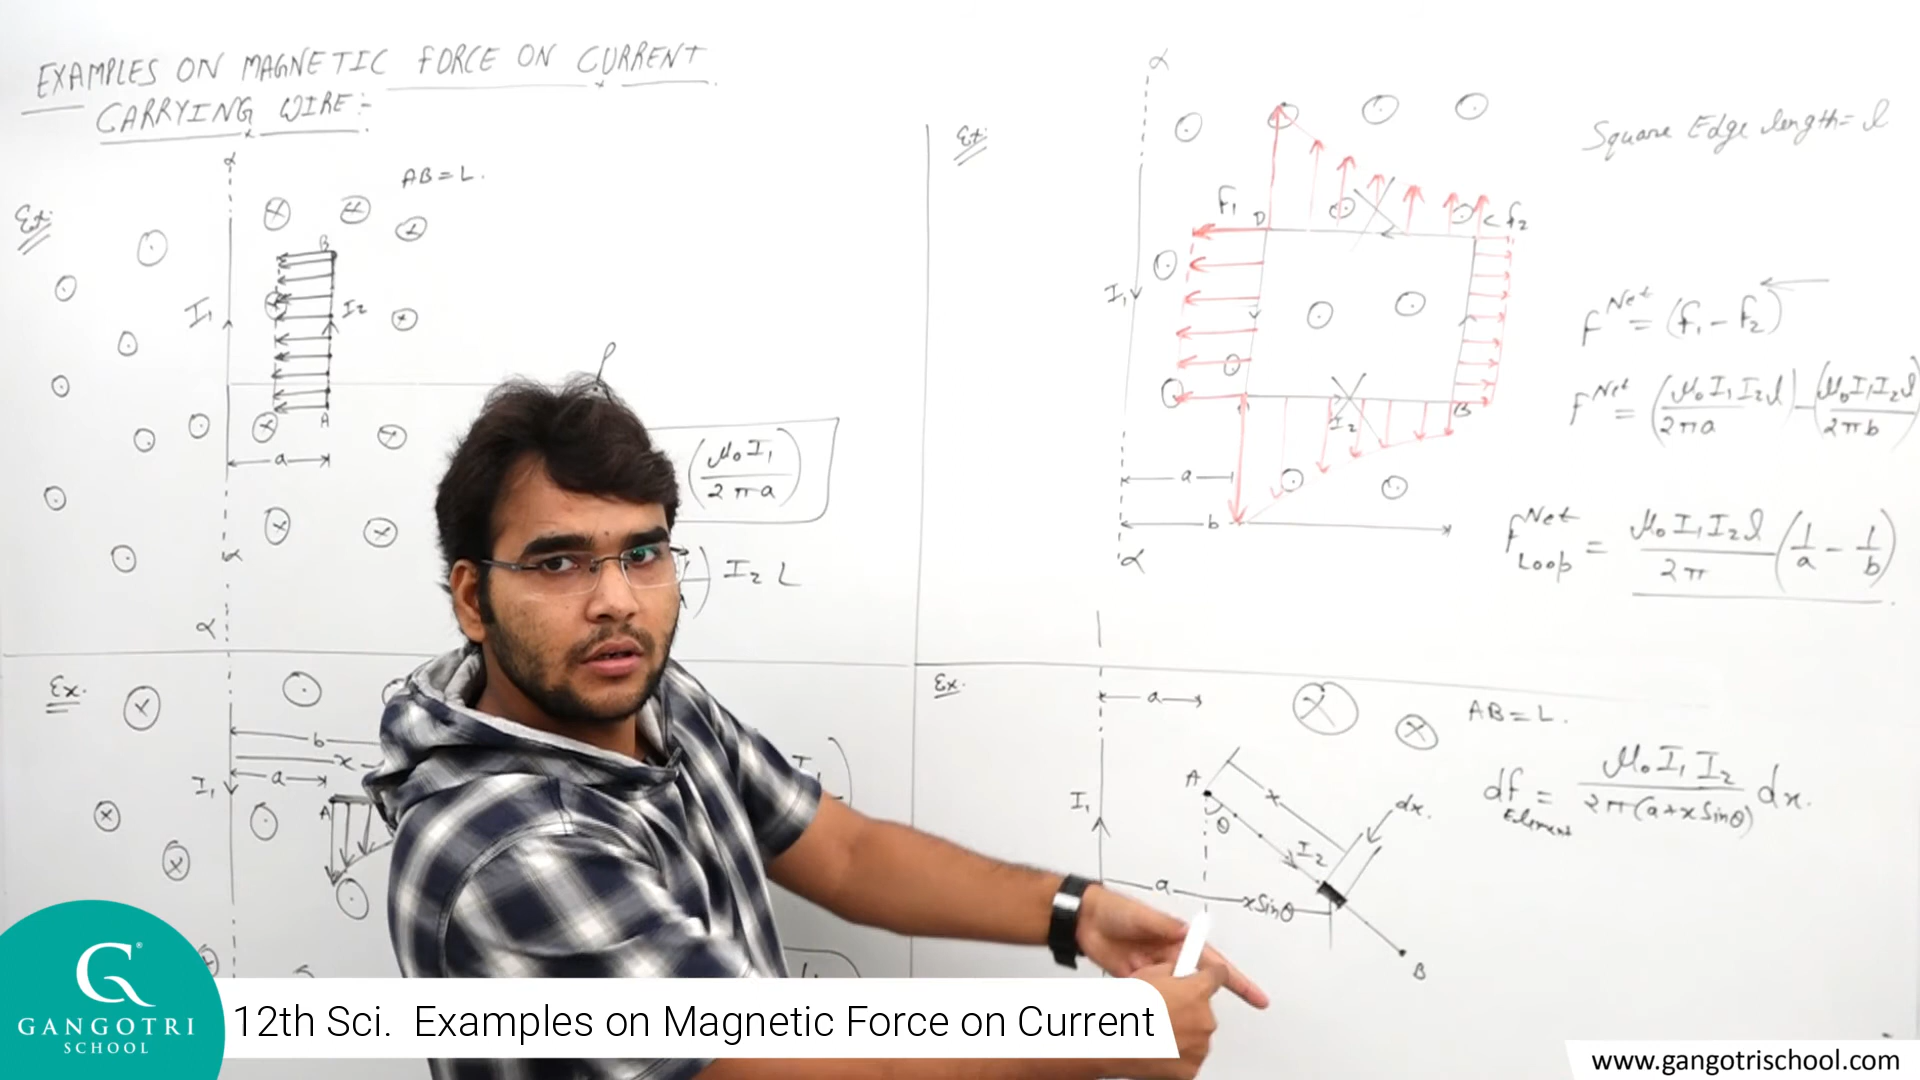 EXAMPLES ON MAGNETIC FORCE ON CURRENT
CARRYING WIRE:-
Ex:
α
AB = L.
B
I₁
I₂
A
a
α
P
(μ₀I₁/2πa)
) I₂ L
Ex.
α
b
x
a
I₁
A
Ex:
α
Square Edge length = l
F₁
D
F₂
I₁
I₂
B
a
b
α
F^Net = (F₁ - F₂)
F^Net = (μ₀I₁I₂l/2πa) - (μ₀I₁I₂l/2πb)
F^Net Loop = μ₀I₁I₂l/2π (1/a - 1/b)
Ex.
a
AB = L.
A
x
dx.
θ
I₁
I₂
a
xSinθ
B
dF Element = μ₀I₁I₂/2π(a+xSinθ) dx.
G
GANGOTRI
SCHOOL
12th Sci. Examples on Magnetic Force on Current
www.gangotrischool.com